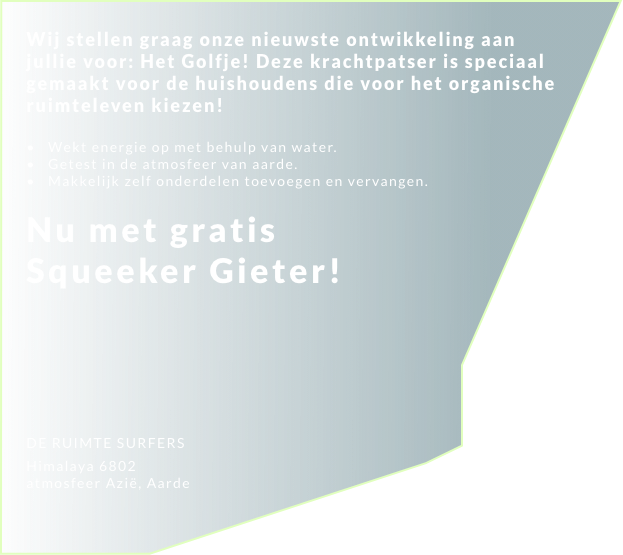 Wij stellen graag onze nieuwste ontwikkeling aan
jullie voor: Het Golfje! Deze krachtpatser is speciaal
gemaakt voor de huishoudens die voor het organische
ruimteleven kiezen!
• Wekt energie op met behulp van water.
• Getest in de atmosfeer van aarde.
• Makkelijk zelf onderdelen toevoegen en vervangen.
Nu met gratis
Squeeker Gieter!
DE RUIMTE SURFERS
Himalaya 6802
atmosfeer Azië, Aarde